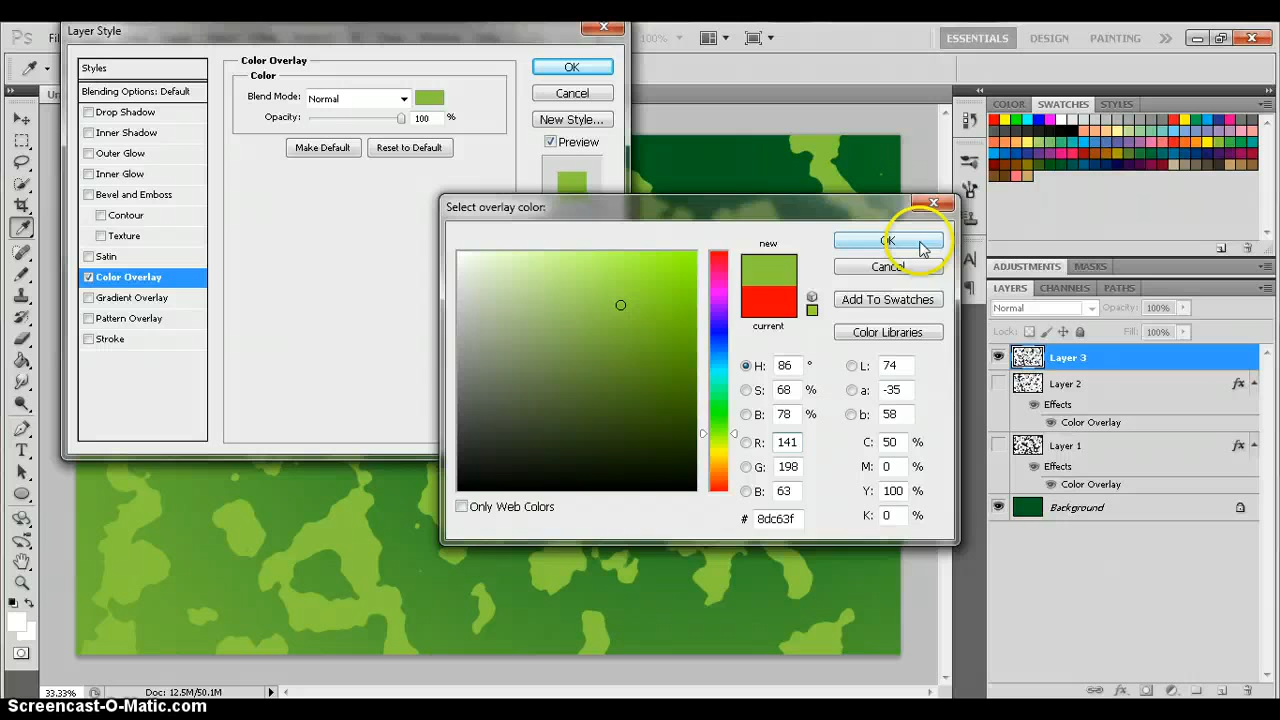 Layer Style
Ps
100%
ESSENTIALS
DESIGN
PAINTING
Styles
Blending Options: Default
Drop Shadow
Inner Shadow
Outer Glow
Inner Glow
Bevel and Emboss
Contour
Texture
Satin
Color Overlay
Gradient Overlay
Pattern Overlay
Stroke
Color Overlay
Color
Blend Mode: Normal
Opacity: 100 %
Make Default
Reset to Default
OK
Cancel
New Style...
Preview
Select overlay color:
new
current
OK
Cancel
Add To Swatches
Color Libraries
H: 86 °
S: 68 %
B: 78 %
R: 141
G: 198
B: 63
# 8dc63f
L: 74
a: -35
b: 58
C: 50 %
M: 0 %
Y: 100 %
K: 0 %
Only Web Colors
COLOR
SWATCHES
STYLES
ADJUSTMENTS
MASKS
LAYERS
CHANNELS
PATHS
Normal
Opacity: 100%
Lock:
Fill: 100%
Layer 3
Layer 2
fx
Effects
Color Overlay
Layer 1
fx
Effects
Color Overlay
Background
33.33%
Doc: 12.5M/50.1M
Screencast-O-Matic.com